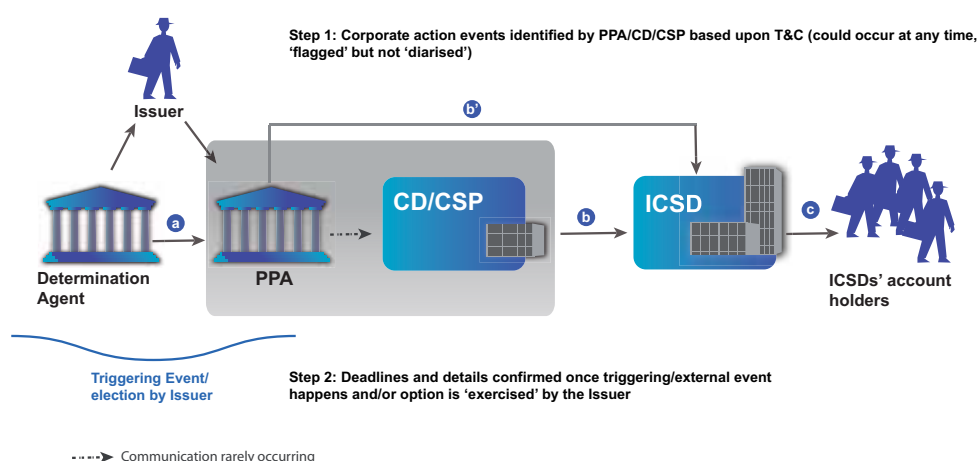 Step 1: Corporate action events identified by PPA/CD/CSP based upon T&C (could occur at any time,
‘flagged’ but not ‘diarised’)
Issuer
b’
CD/CSP
ICSD
a
b
c
Determination
Agent
PPA
ICSDs’ account
holders
Triggering Event/
election by Issuer
Step 2: Deadlines and details confirmed once triggering/external event
happens and/or option is ‘exercised’ by the Issuer
Communication rarely occurring